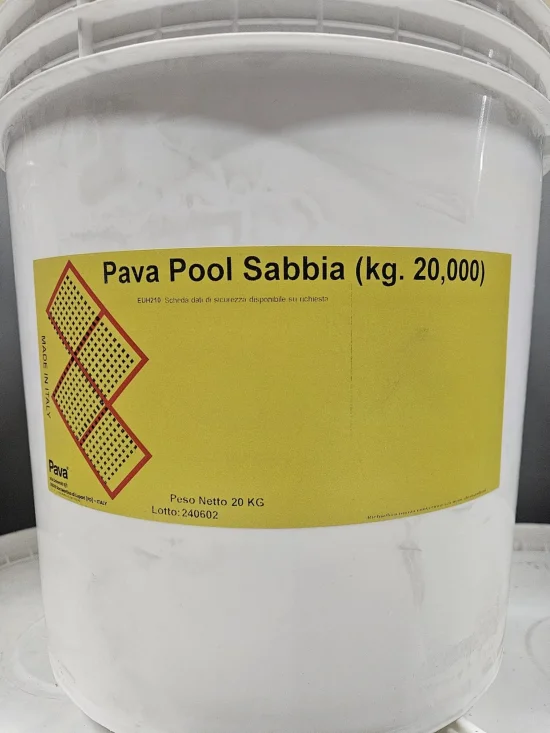 Pava Pool Sabbia (kg. 20,000)
EUH210 Scheda dati di sicurezza disponibile su richiesta
MADE IN ITALY
Pava
Peso Netto 20 KG
Lotto: 240602